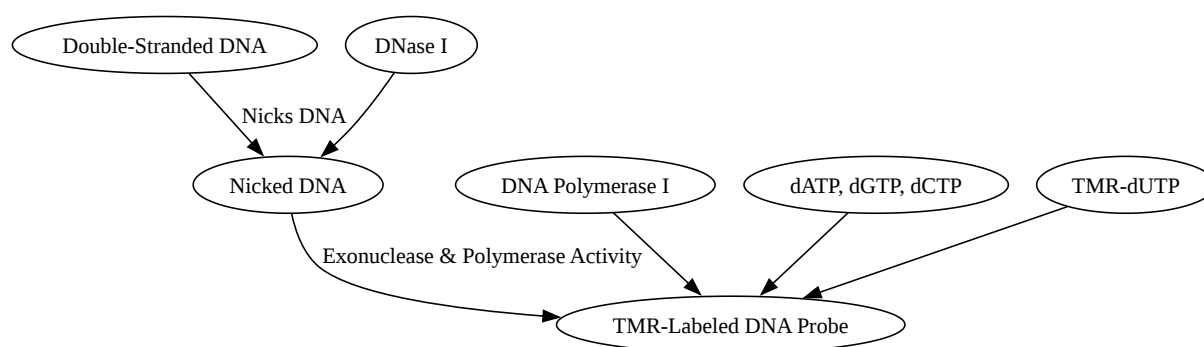 Double-Stranded DNA
DNase I
Nicks DNA
Nicked DNA
DNA Polymerase I
dATP, dGTP, dCTP
TMR-dUTP
Exonuclease & Polymerase Activity
TMR-Labeled DNA Probe